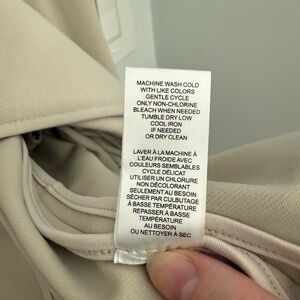 MACHINE WASH COLD
WITH LIKE COLORS
GENTLE CYCLE
ONLY NON-CHLORINE
BLEACH WHEN NEEDED
TUMBLE DRY LOW
COOL IRON
IF NEEDED
OR DRY CLEAN
LAVER À LA MACHINE À
L'EAU FROIDE AVEC
COULEURS SEMBLABLES
CYCLE DÉLICAT
UTILISER UN CHLORURE
NON DÉCOLORANT
SEULEMENT AU BESOIN
SÉCHER PAR CULBUTAGE
À BASSE TEMPÉRATURE
REPASSER À BASSE
TEMPÉRATURE
AU BESOIN
OU NETTOYER À SEC